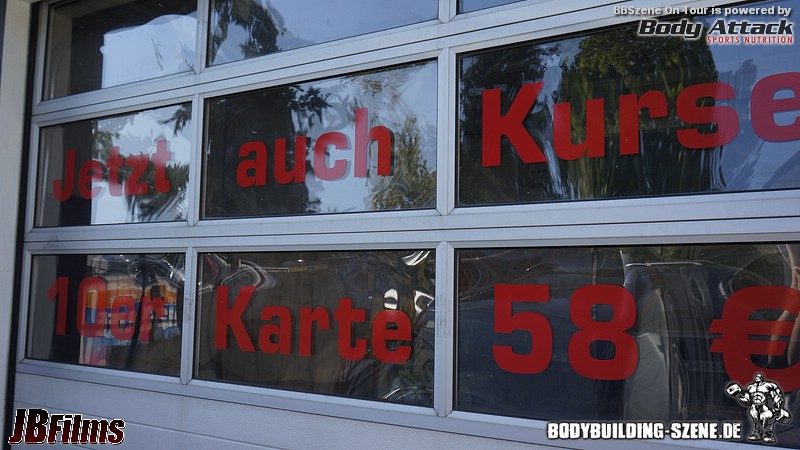 BBSzene On Tour is powered by
Body Attack
SPORTS NUTRITION
Jetzt auch Kurse
10er Karte 58 €
JBFilms
BODYBUILDING-SZENE.DE